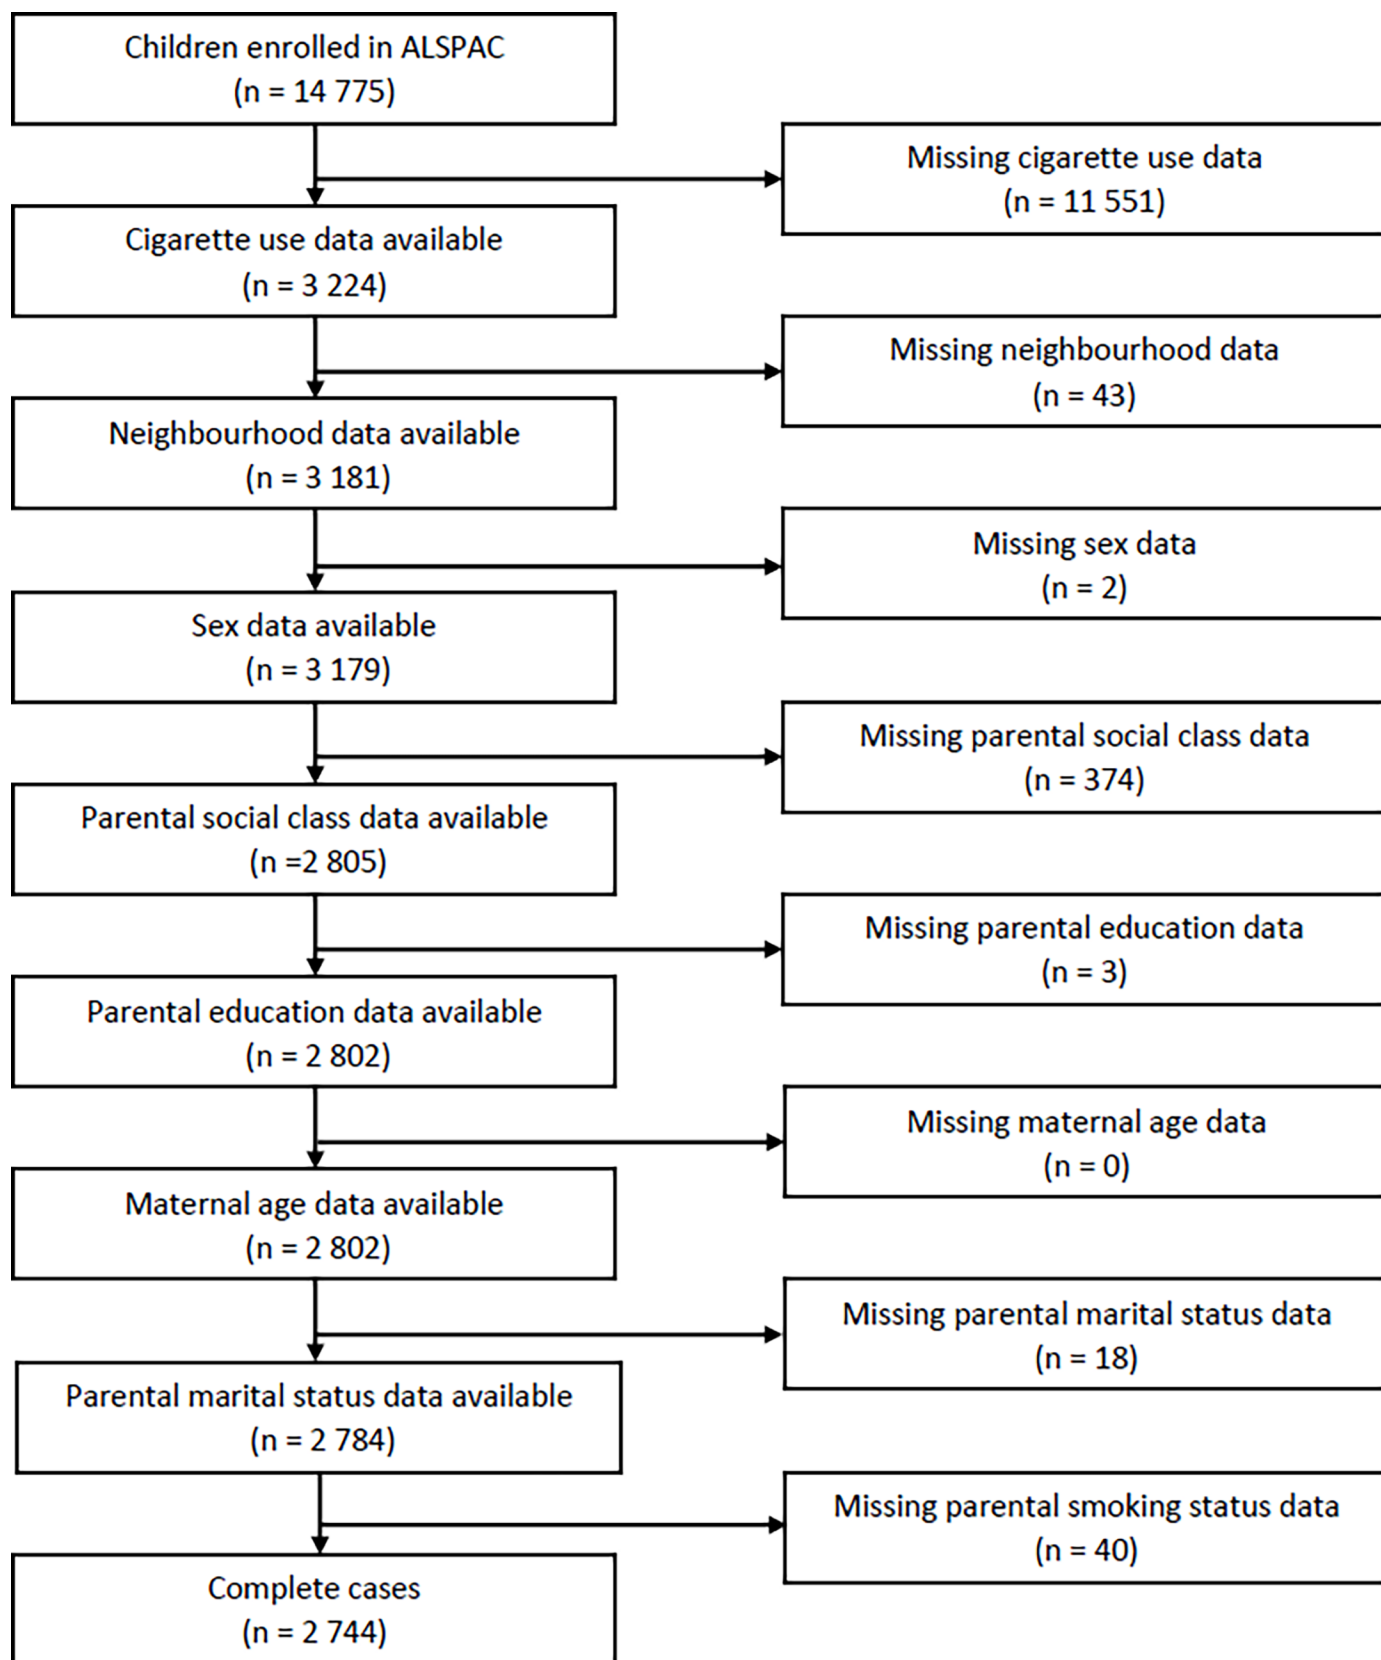 Children enrolled in ALSPAC
(n = 14 775)
Missing cigarette use data
(n = 11 551)
Cigarette use data available
(n = 3 224)
Missing neighbourhood data
(n = 43)
Neighbourhood data available
(n = 3 181)
Missing sex data
(n = 2)
Sex data available
(n = 3 179)
Missing parental social class data
(n = 374)
Parental social class data available
(n =2 805)
Missing parental education data
(n = 3)
Parental education data available
(n = 2 802)
Missing maternal age data
(n = 0)
Maternal age data available
(n = 2 802)
Missing parental marital status data
(n = 18)
Parental marital status data available
(n = 2 784)
Missing parental smoking status data
(n = 40)
Complete cases
(n = 2 744)